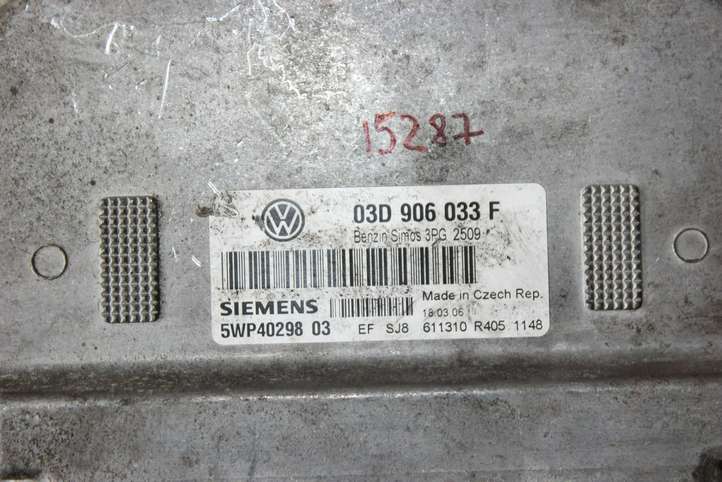 15287
VW
03D 906 033 F
Benzin Simos 3PG 2509
SIEMENS
Made in Czech Rep.
18.03.06
5WP40298 03 EF SJ8 611310 R405 1148